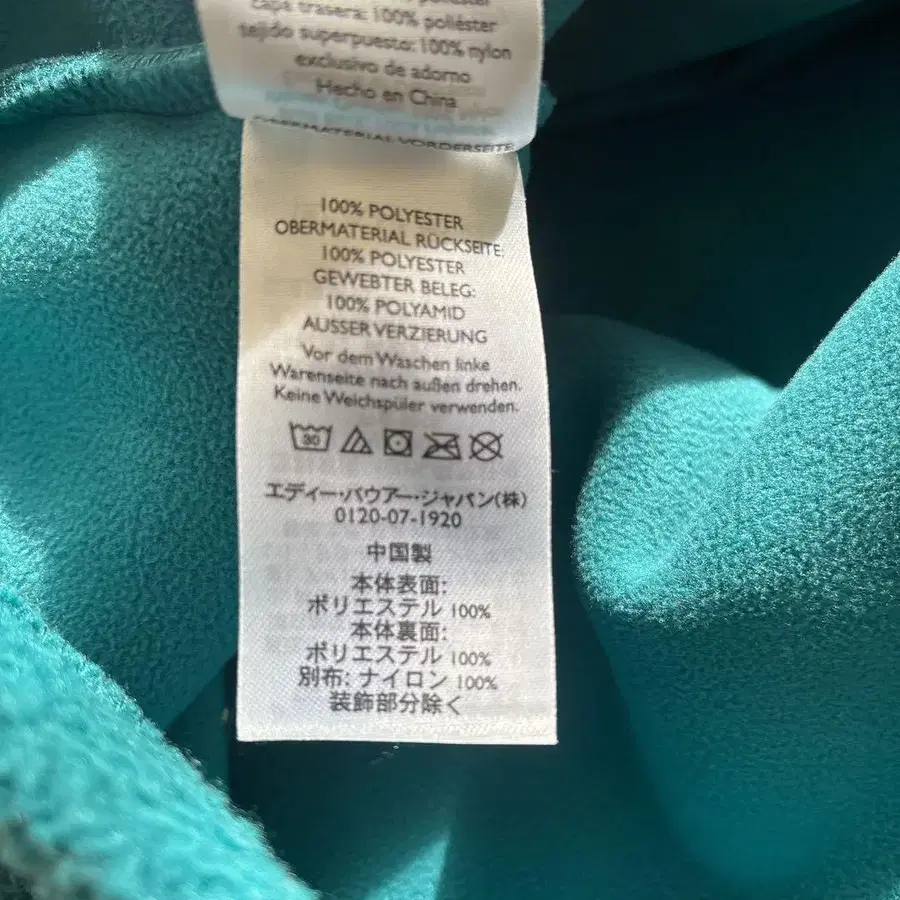 capa trasera: 100% poliéster
tejido superpuesto: 100% nylon
exclusivo de adorno
Hecho en China
OBERMATERIAL VORDERSEITE
100% POLYESTER
OBERMATERIAL RÜCKSEITE:
100% POLYESTER
GEWEBTER BELEG:
100% POLYAMID
AUSSER VERZIERUNG
Vor dem Waschen linke
Warenseite nach außen drehen.
Keine Weichspüler verwenden.
30
エディー・バウアー・ジャパン(株)
0120-07-1920
中国製
本体表面:
ポリエステル 100%
本体裏面:
ポリエステル 100%
別布: ナイロン 100%
装飾部分除く